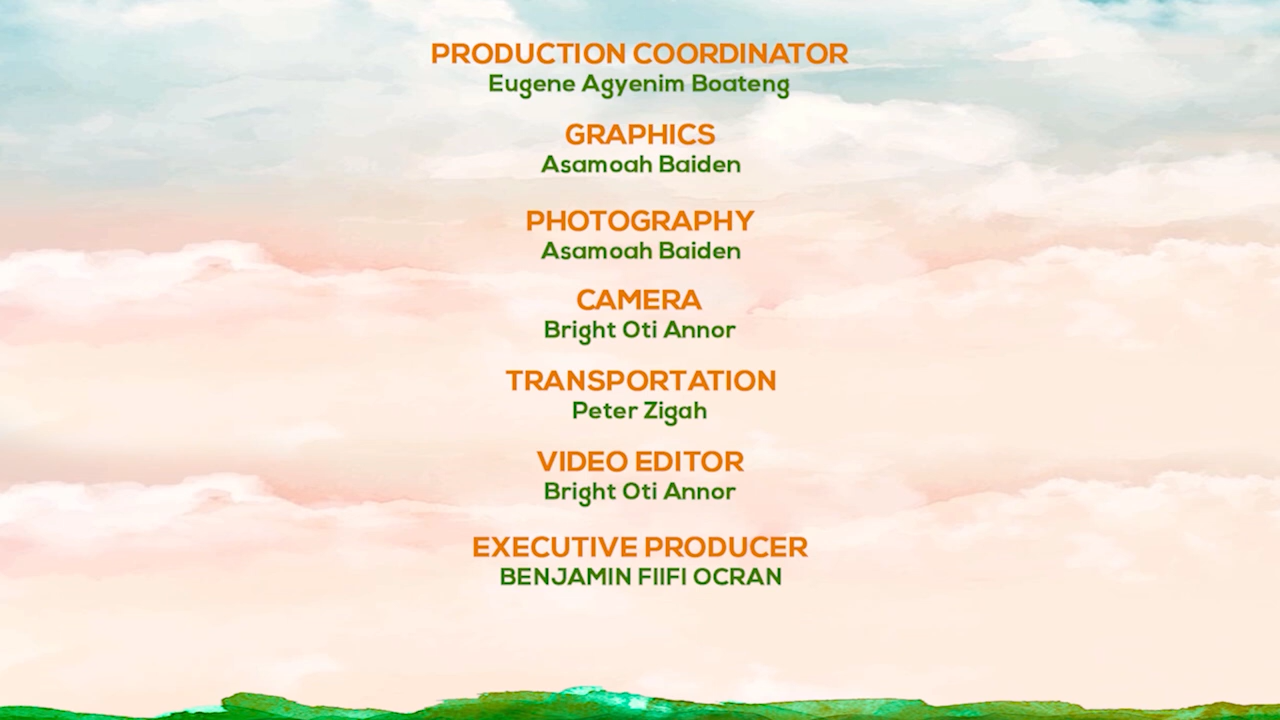 PRODUCTION COORDINATOR
Eugene Agyenim Boateng
GRAPHICS
Asamoah Baiden
PHOTOGRAPHY
Asamoah Baiden
CAMERA
Bright Oti Annor
TRANSPORTATION
Peter Zigah
VIDEO EDITOR
Bright Oti Annor
EXECUTIVE PRODUCER
BENJAMIN FIIFI OCRAN